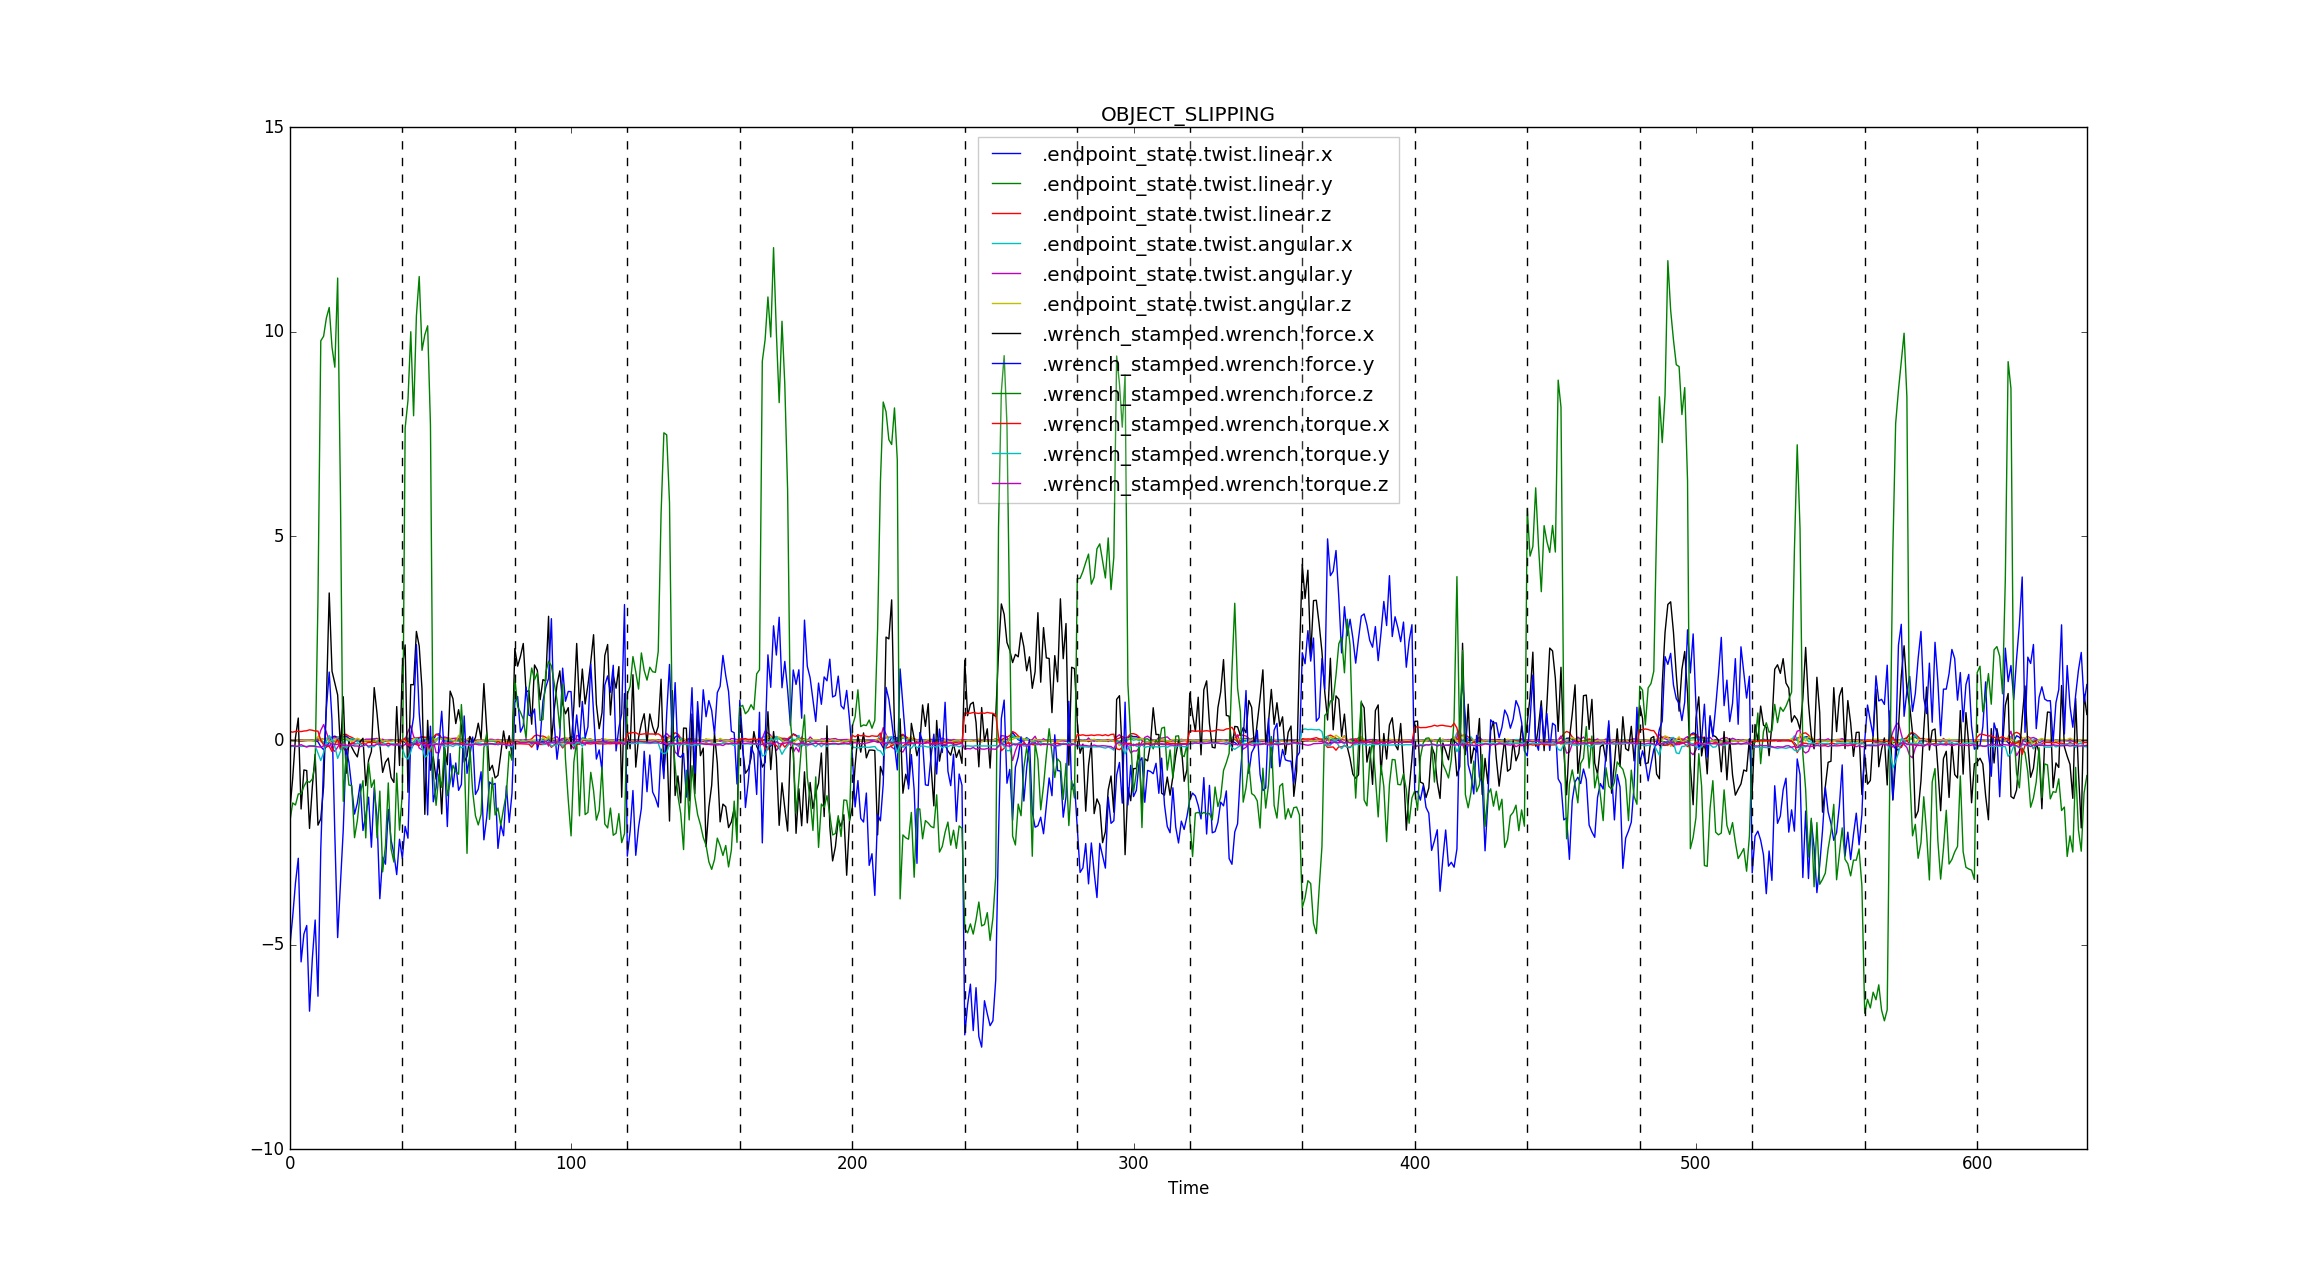 OBJECT_SLIPPING
15
10
5
0
−5
−10
.endpoint_state.twist.linear.x
.endpoint_state.twist.linear.y
.endpoint_state.twist.linear.z
.endpoint_state.twist.angular.x
.endpoint_state.twist.angular.y
.endpoint_state.twist.angular.z
.wrench_stamped.wrench.force.x
.wrench_stamped.wrench.force.y
.wrench_stamped.wrench.force.z
.wrench_stamped.wrench.torque.x
.wrench_stamped.wrench.torque.y
.wrench_stamped.wrench.torque.z
0 100 200 300 400 500 600
Time